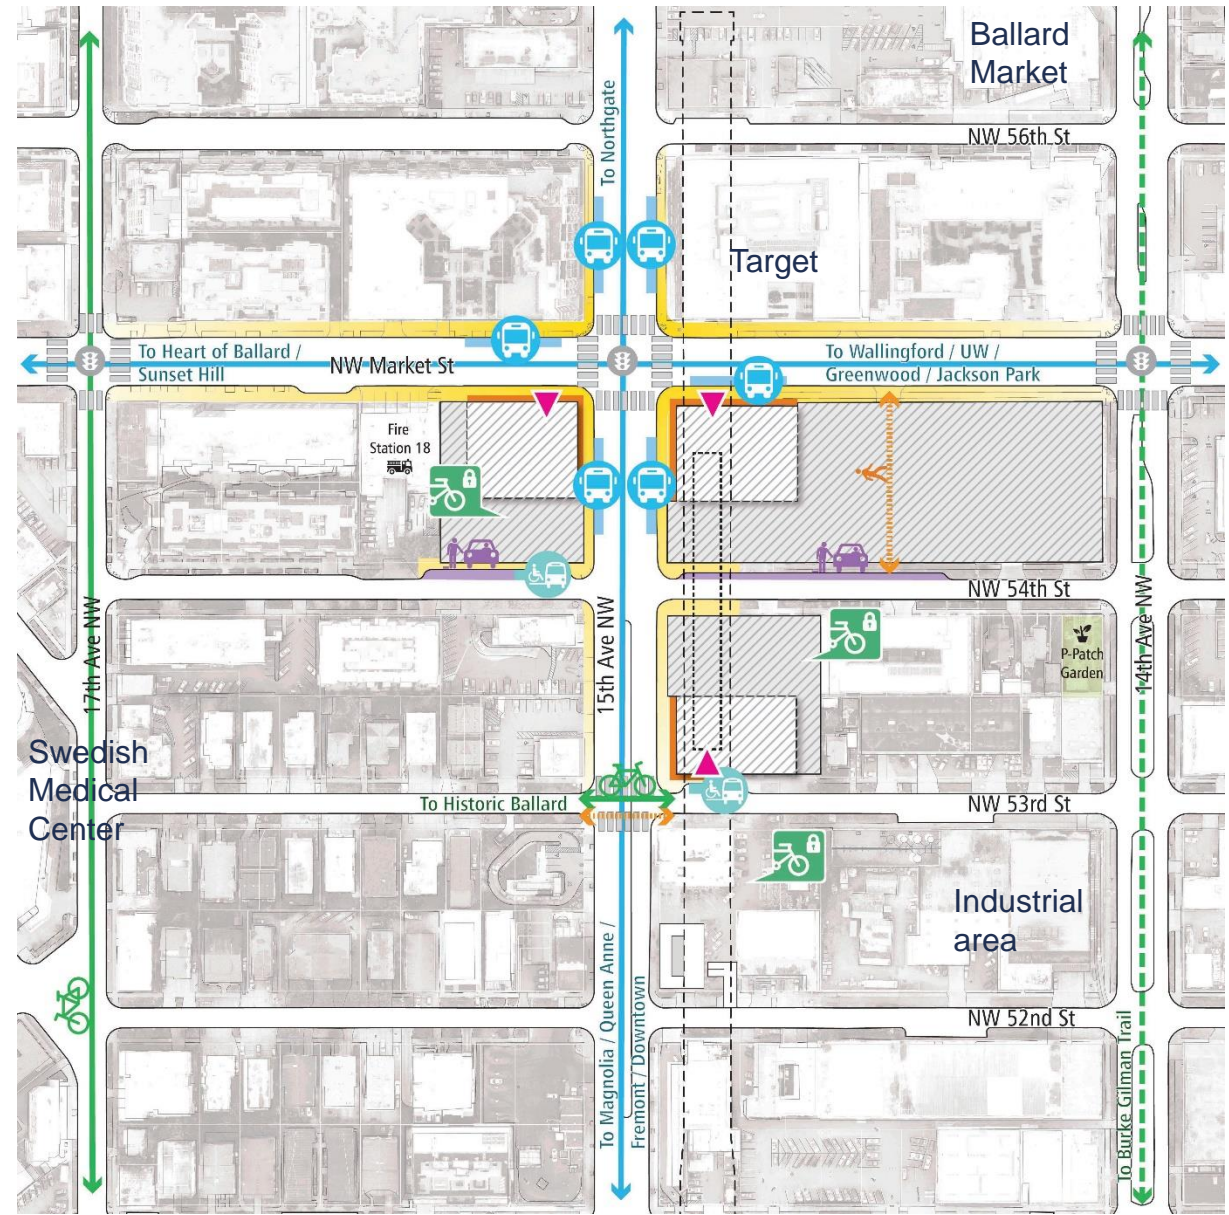 Ballard
Market
To Northgate
NW 56th St
Target
To Heart of Ballard /
Sunset Hill
NW Market St
To Wallingford / UW /
Greenwood / Jackson Park
Fire
Station 18
NW 54th St
17th Ave NW
15th Ave NW
14th Ave NW
P-Patch
Garden
Swedish
Medical
Center
To Historic Ballard
NW 53rd St
Industrial
area
To Magnolia / Queen Anne /
Fremont / Downtown
NW 52nd St
To Burke Gilman Trail